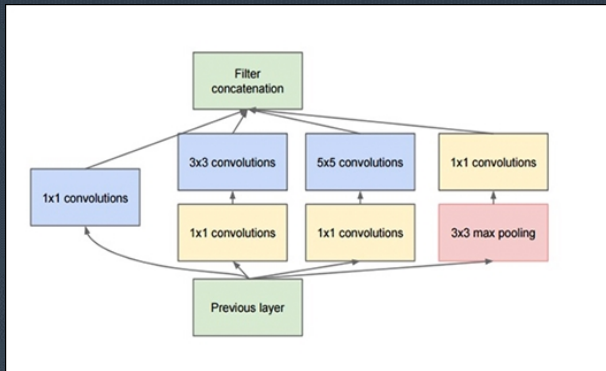 Filter
concatenation
3x3 convolutions
5x5 convolutions
1x1 convolutions
1x1 convolutions
1x1 convolutions
1x1 convolutions
3x3 max pooling
Previous layer